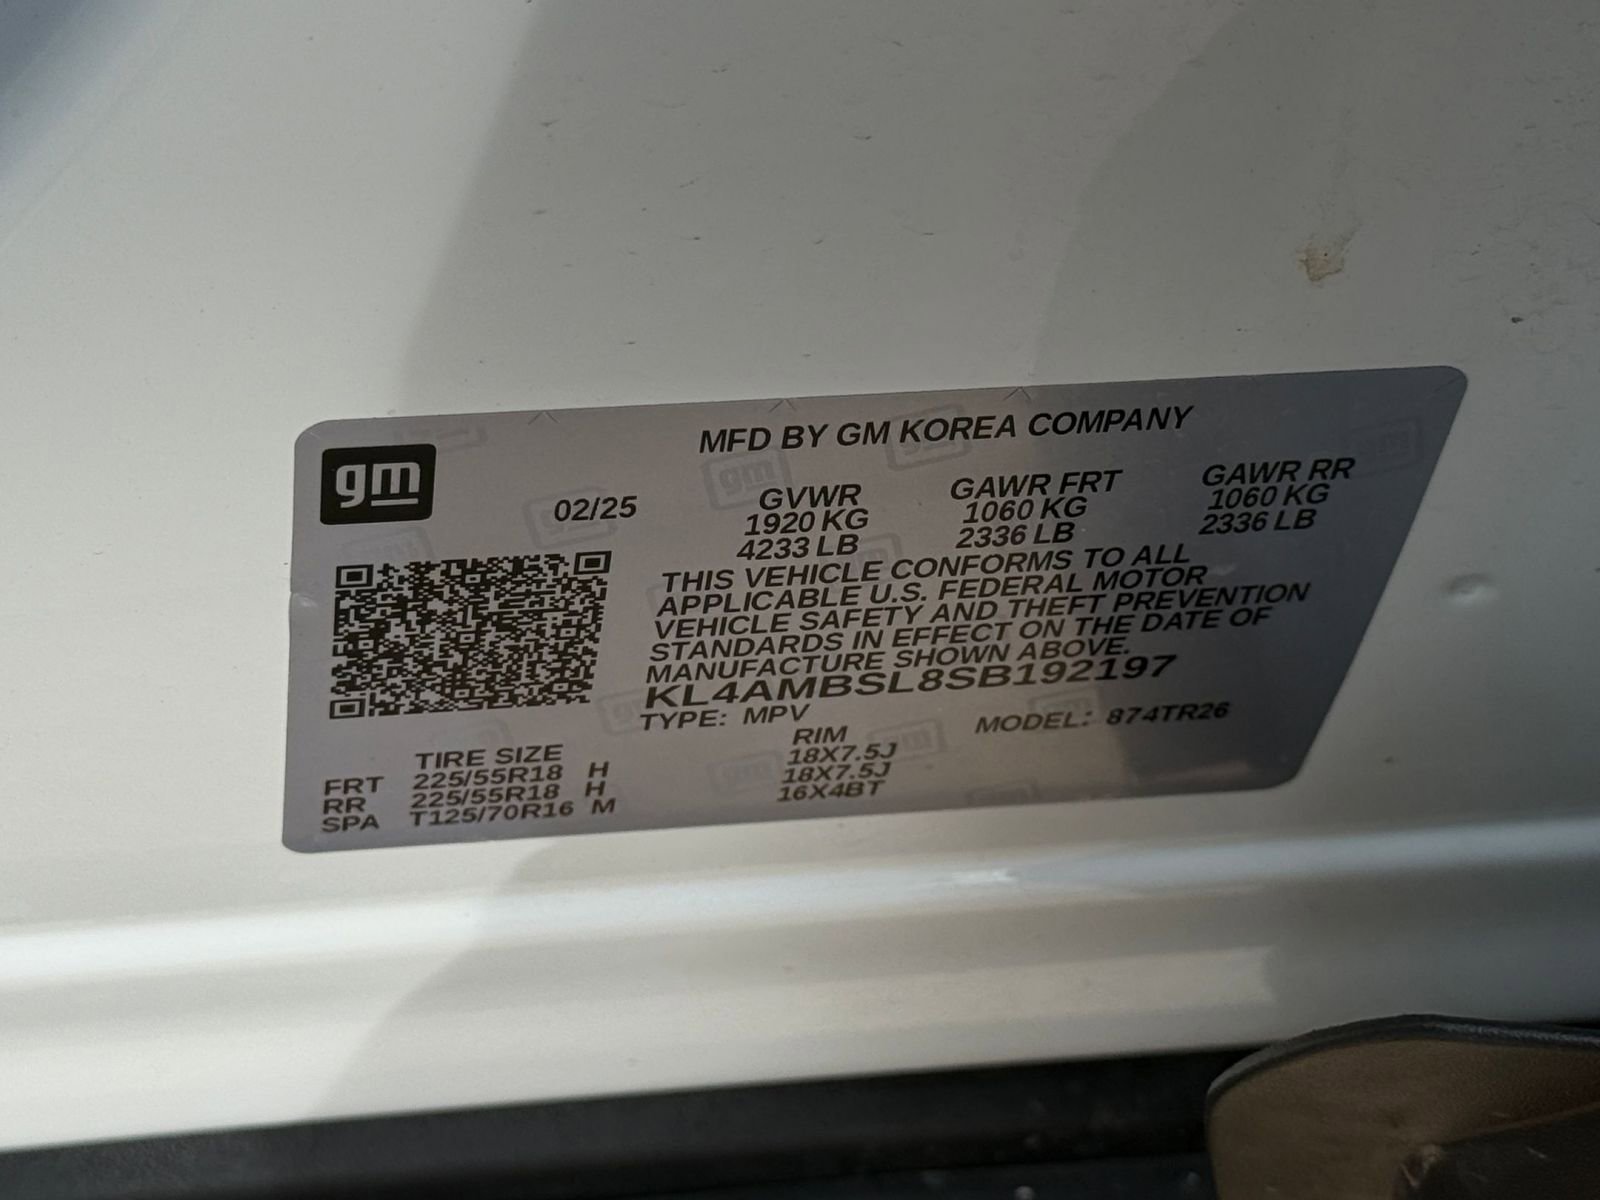 gm
MFD BY GM KOREA COMPANY
02/25
GVWR GAWR FRT GAWR RR
1920 KG 1060 KG 1060 KG
4233 LB 2336 LB 2336 LB
THIS VEHICLE CONFORMS TO ALL
APPLICABLE U.S. FEDERAL MOTOR
VEHICLE SAFETY AND THEFT PREVENTION
STANDARDS IN EFFECT ON THE DATE OF
MANUFACTURE SHOWN ABOVE.
KL4AMBSL8SB192197
TYPE: MPV MODEL: 874TR26
TIRE SIZE RIM
FRT 225/55R18 H 18X7.5J
RR 225/55R18 H 18X7.5J
SPA T125/70R16 M 16X4BT